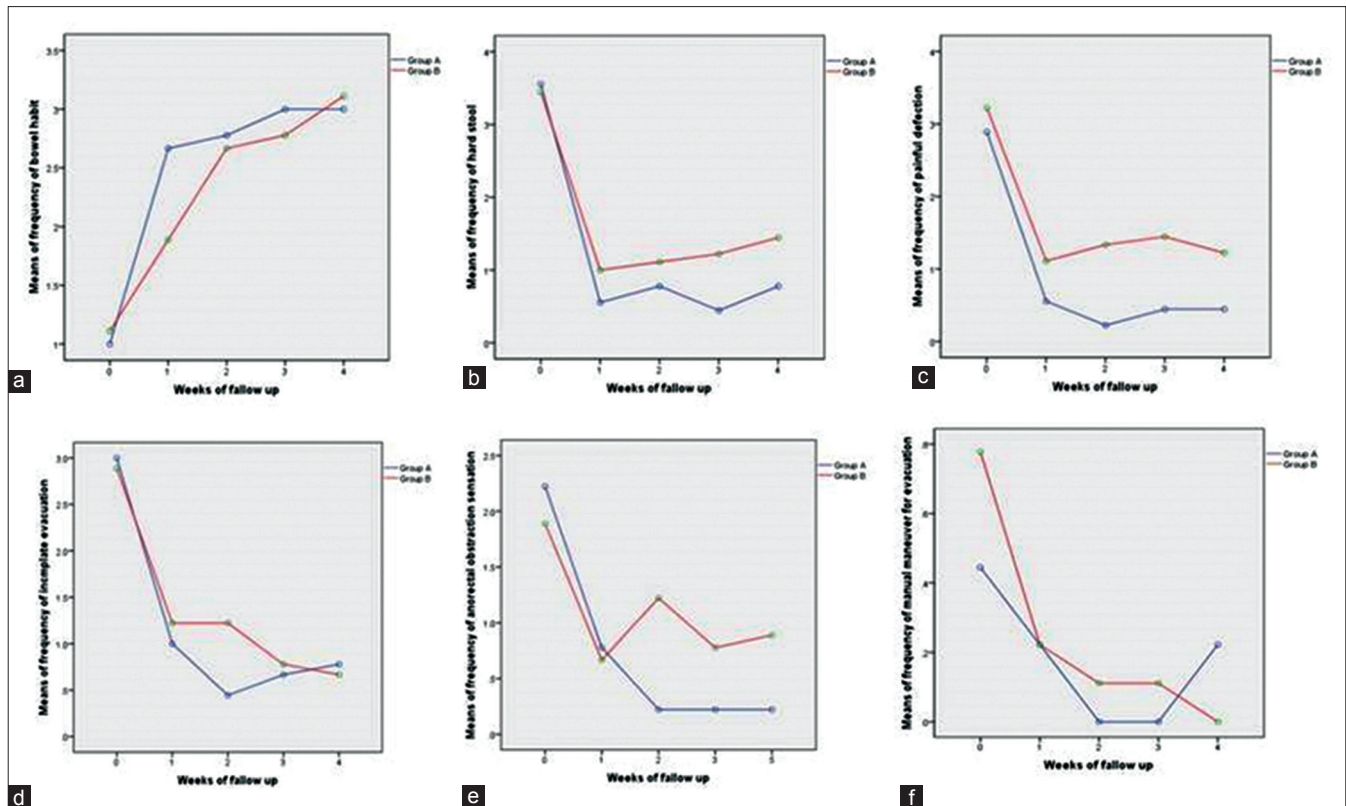 3.5
3.0
2.5
2.0
1.5
1
0
1
2
3
4
Means of frequency of bowel habit
Weeks of fallow up
Group A
Group B
a
4
3
2
1
0
0
1
2
3
4
Means of frequency of hard stool
Weeks of fallow up
Group A
Group B
b
4
3
2
1
0
0
1
2
3
4
Means of frequency of painful defection
Weeks of fallow up
Group A
Group B
c
3.0
2.5
2.0
1.5
1.0
.5
0
0
1
2
3
4
Means of frequency of incmplate evacuation
Weeks of fallow up
Group A
Group B
d
2.5
2.0
1.5
1.0
.5
0
0
1
2
3
5
Means of frequency of anorectal abstraction sensation
Weeks of fallow up
Group A
Group B
e
.8
.6
.4
.2
0
0
1
2
3
4
Means of frequency of manual maneuver for evacuation
Weeks of fallow up
Group A
Group B
f